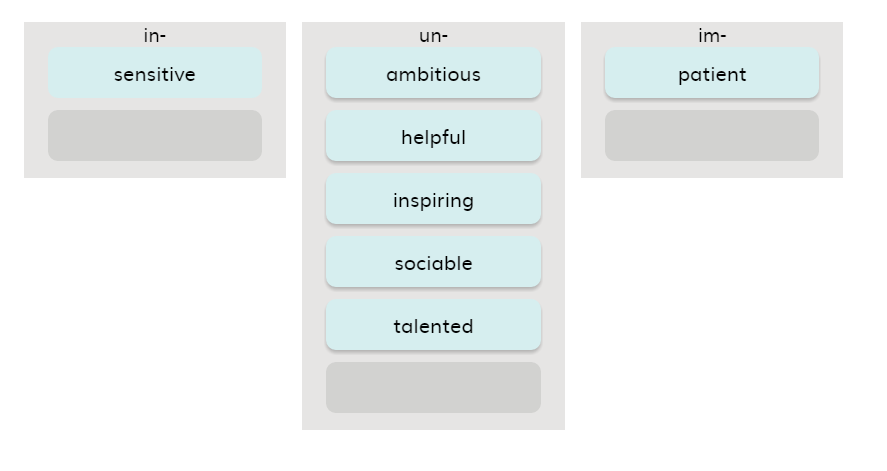 in-
sensitive
un-
ambitious
helpful
inspiring
sociable
talented
im-
patient